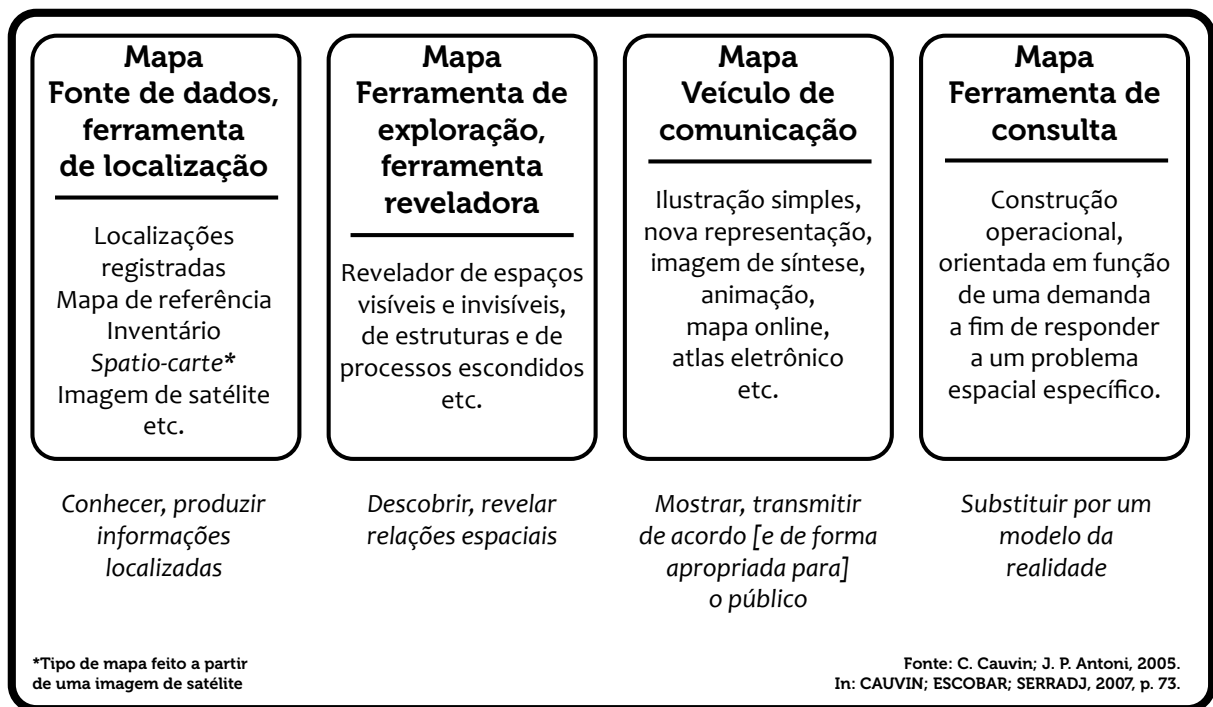 Mapa
Fonte de dados,
ferramenta
de localização
Localizações
registradas
Mapa de referência
Inventário
Spatio-carte*
Imagem de satélite
etc.
Conhecer, produzir
informações
localizadas
Mapa
Ferramenta de
exploração,
ferramenta
reveladora
Revelador de espaços
visíveis e invisíveis,
de estruturas e de
processos escondidos
etc.
Descobrir, revelar
relações espaciais
Mapa
Veículo de
comunicação
Ilustração simples,
nova representação,
imagem de síntese,
animação,
mapa online,
atlas eletrônico
etc.
Mostrar, transmitir
de acordo [e de forma
apropriada para]
o público
Mapa
Ferramenta de
consulta
Construção
operacional,
orientada em função
de uma demanda
a fim de responder
a um problema
espacial específico.
Substituir por um
modelo da
realidade
*Tipo de mapa feito a partir
de uma imagem de satélite
Fonte: C. Cauvin; J. P. Antoni, 2005.
In: CAUVIN; ESCOBAR; SERRADJ, 2007, p. 73.